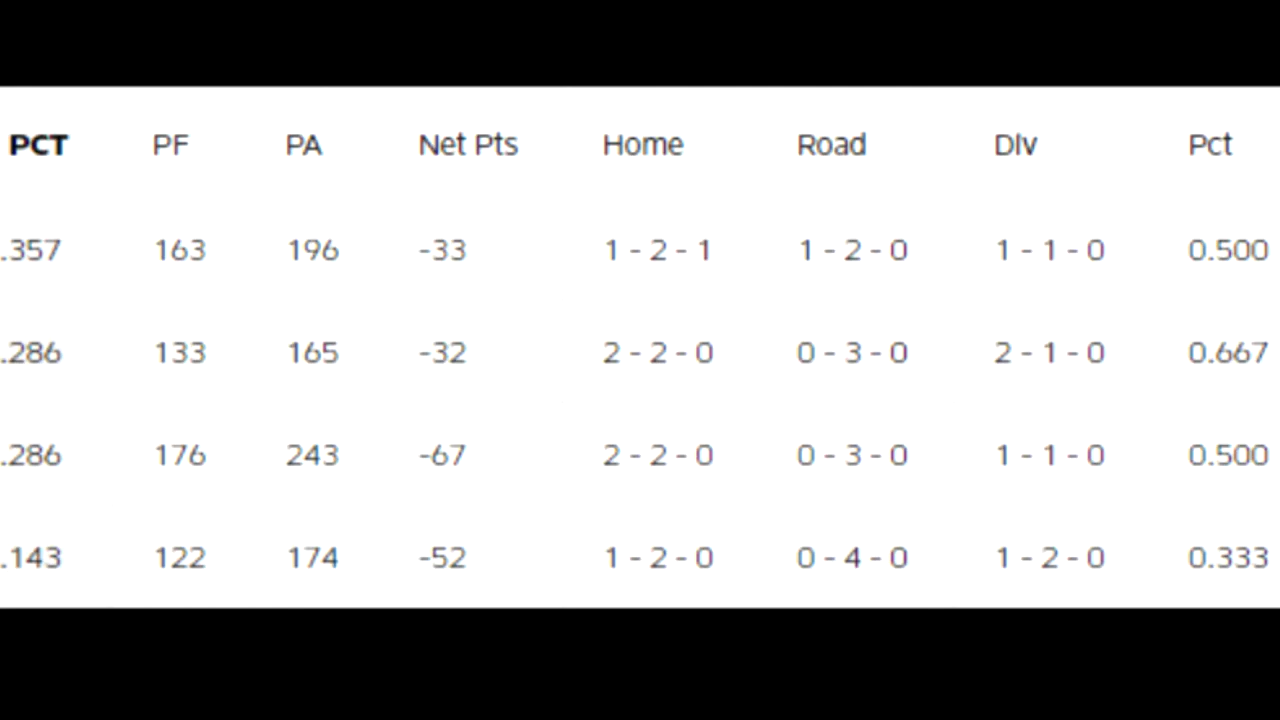 PCT PF PA Net Pts Home Road Div Pct
.357 163 196 -33 1 - 2 - 1 1 - 2 - 0 1 - 1 - 0 0.500
.286 133 165 -32 2 - 2 - 0 0 - 3 - 0 2 - 1 - 0 0.667
.286 176 243 -67 2 - 2 - 0 0 - 3 - 0 1 - 1 - 0 0.500
.143 122 174 -52 1 - 2 - 0 0 - 4 - 0 1 - 2 - 0 0.333